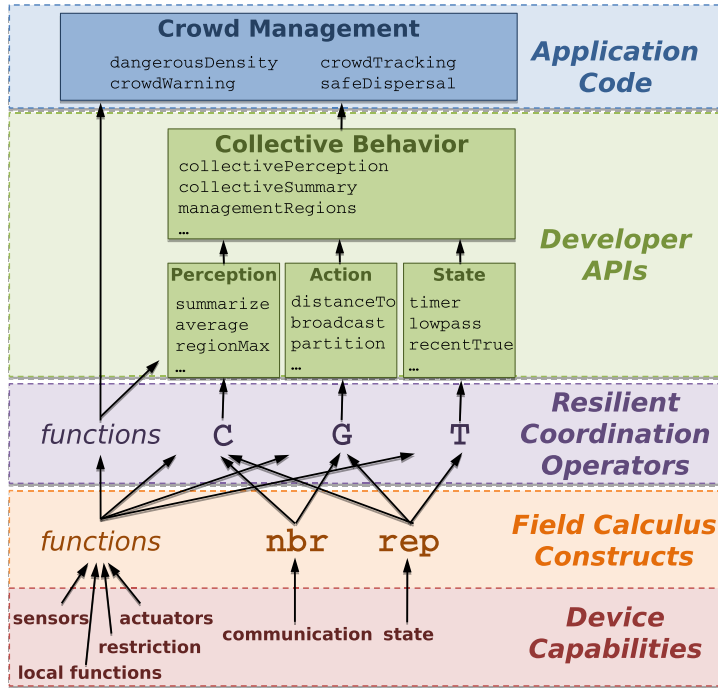 Crowd Management
dangerousDensity crowdTracking
crowdWarning safeDispersal
Application
Code
Collective Behavior
collectivePerception
collectiveSummary
managementRegions
…
Developer
APIs
Perception
summarize
average
regionMax
…
Action
distanceTo
broadcast
partition
…
State
timer
lowpass
recentTrue
…
functions C G T
Resilient
Coordination
Operators
functions nbr rep
Field Calculus
Constructs
sensors actuators
restriction
local functions
communication state
Device
Capabilities